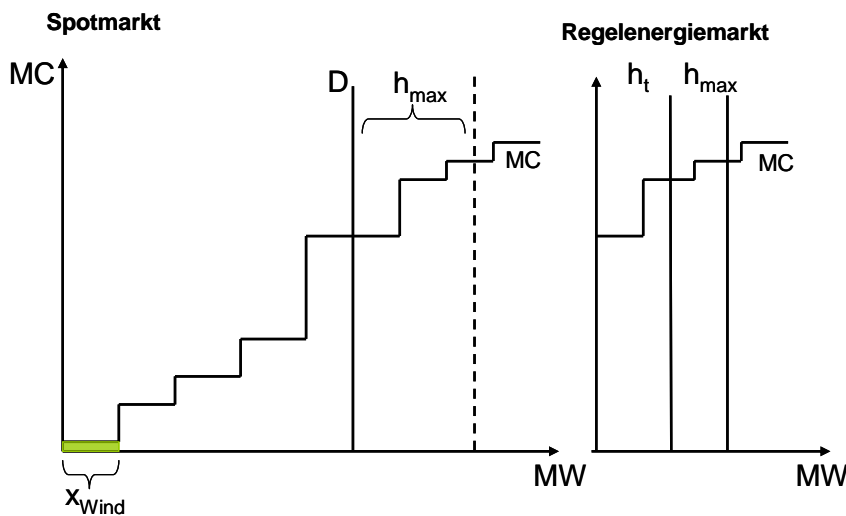 Spotmarkt
MC
D
h_max
MC
MW
x_Wind
Regelenergiemarkt
h_t
h_max
MC
MW